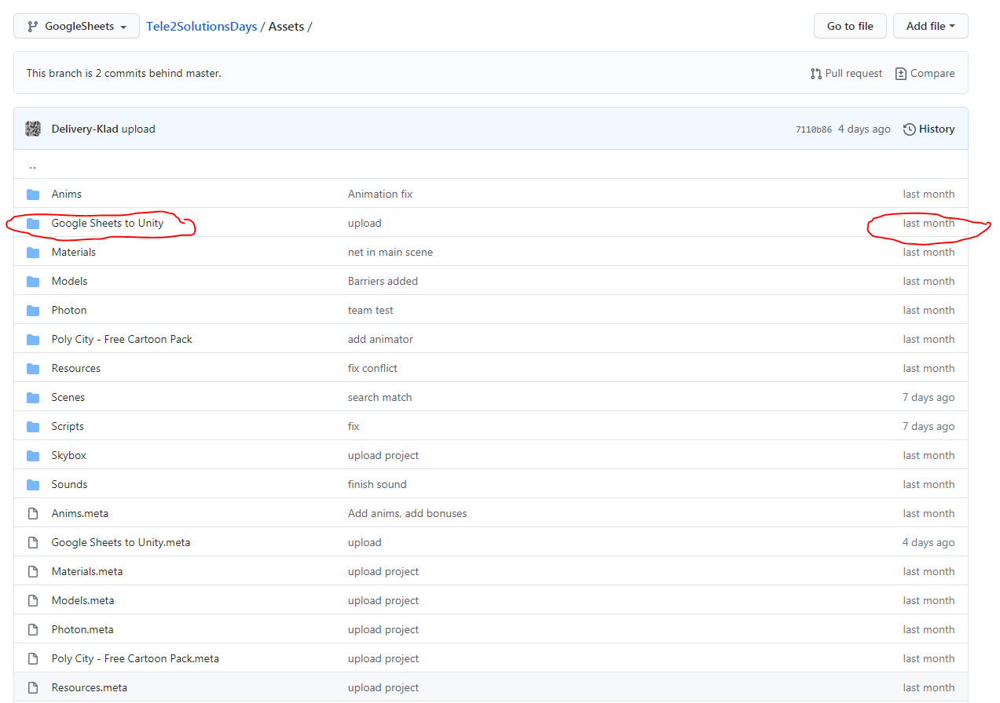 GoogleSheets Tele2SolutionsDays / Assets / Go to file Add file
This branch is 2 commits behind master. Pull request Compare
Delivery-Klad upload 7110b86 4 days ago History
..
Anims Animation fix last month
Google Sheets to Unity upload last month
Materials net in main scene last month
Models Barriers added last month
Photon team test last month
Poly City - Free Cartoon Pack add animator last month
Resources fix conflict last month
Scenes search match 7 days ago
Scripts fix 7 days ago
Skybox upload project last month
Sounds finish sound last month
Anims.meta Add anims, add bonuses last month
Google Sheets to Unity.meta upload 4 days ago
Materials.meta upload project last month
Models.meta upload project last month
Photon.meta upload project last month
Poly City - Free Cartoon Pack.meta upload project last month
Resources.meta upload project last month